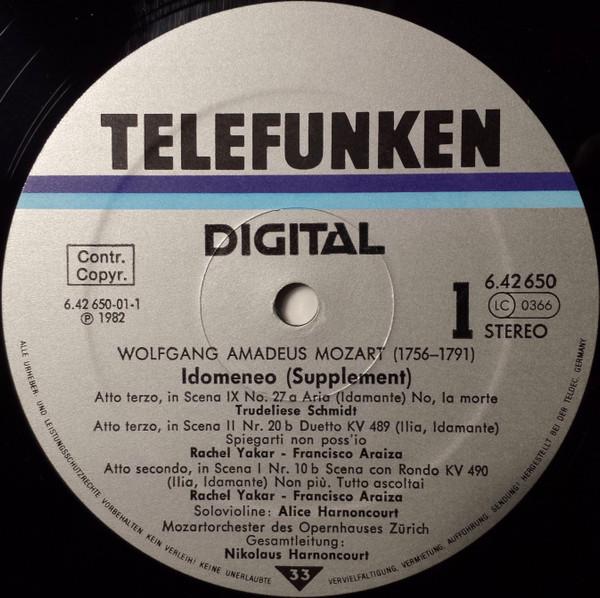 TELEFUNKEN
DIGITAL
Contr.
Copyr.
6.42 650-01-1
Ⓟ 1982
1
6.42 650
LC 0366
STEREO
WOLFGANG AMADEUS MOZART (1756–1791)
Idomeneo (Supplement)
Atto terzo, in Scena IX No. 27 a Aria (Idamante) No, la morte
Trudeliese Schmidt
Atto terzo, in Scena II Nr. 20 b Duetto KV 489 (Ilia, Idamante)
Spiegarti non poss'io
Rachel Yakar - Francisco Araiza
Atto secondo, in Scena I Nr. 10 b Scena con Rondo KV 490
(Ilia, Idamante) Non più. Tutto ascoltai
Rachel Yakar - Francisco Araiza
Solovioline: Alice Harnoncourt
Mozartorchester des Opernhauses Zürich
Gesamtleitung:
Nikolaus Harnoncourt
33
ALLE URHEBER- UND LEISTUNGSSCHUTZRECHTE VORBEHALTEN. KEIN VERLEIH! KEINE UNERLAUBTE VERVIELFÄLTIGUNG, VERMIETUNG, AUFFÜHRUNG, SENDUNG! HERGESTELLT BEI DER TELDEC, GERMANY